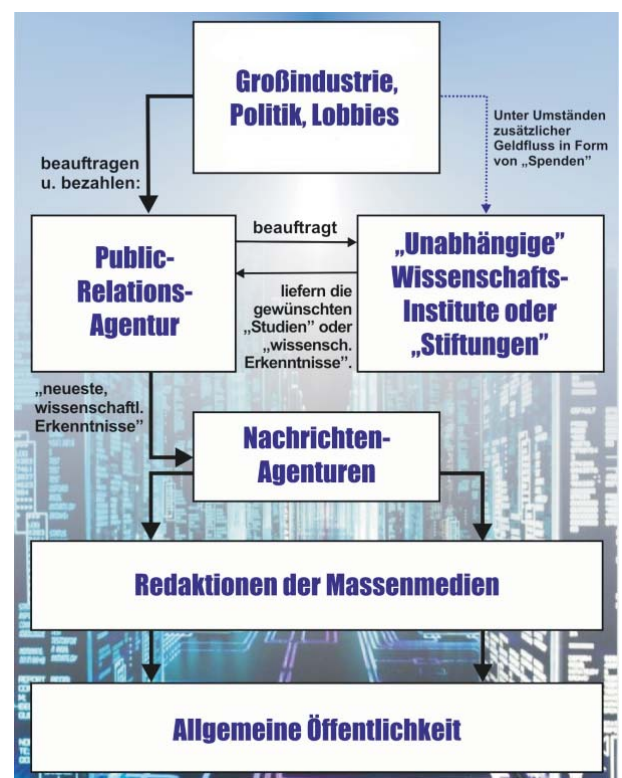 Großindustrie,
Politik, Lobbies
Unter Umständen
zusätzlicher
Geldfluss in Form
von „Spenden”
beauftragen
u. bezahlen:
Public-
Relations-
Agentur
beauftragt
liefern die
gewünschten
„Studien” oder
„wissensch.
Erkenntnisse”.
„Unabhängige”
Wissenschafts-
Institute oder
„Stiftungen”
„neueste,
wissenschaftl.
Erkenntnisse”
Nachrichten-
Agenturen
Redaktionen der Massenmedien
Allgemeine Öffentlichkeit